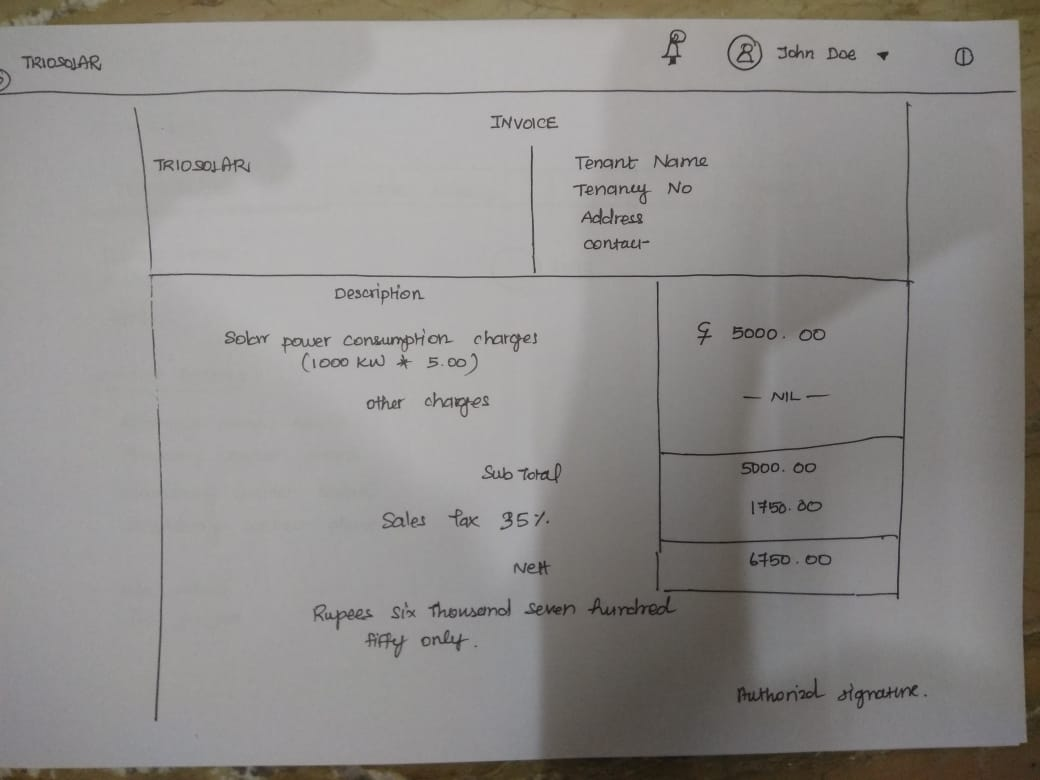 TRIOSOLAR
John Doe
INVOICE
TRIOSOLAR
Tenant Name
Tenancy No
Address
Contact
Description
Solar power consumption charges
(1000 KW * 5.00)
₹ 5000.00
other charges
— NIL —
Sub Total
5000.00
Sales Tax 35%
1750.00
Nett
6750.00
Rupees Six Thousand Seven hundred
fifty only.
Authorized signature.